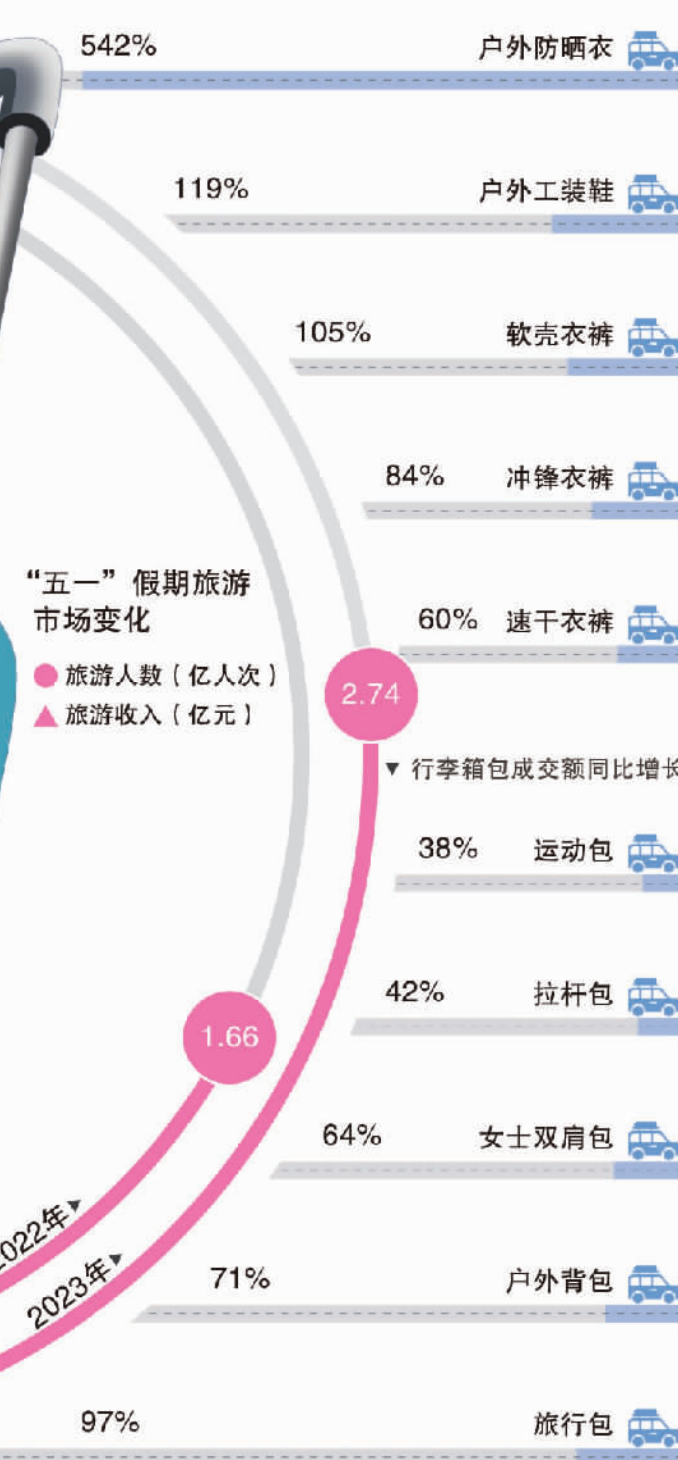 542% 户外防晒衣
119% 户外工装鞋
105% 软壳衣裤
84% 冲锋衣裤
“五一”假期旅游
市场变化
● 旅游人数（亿人次）
▲ 旅游收入（亿元）
60% 速干衣裤
2.74
▼ 行李箱包成交额同比增长
38% 运动包
42% 拉杆包
1.66
64% 女士双肩包
2022年▼
2023年▼
71% 户外背包
97% 旅行包